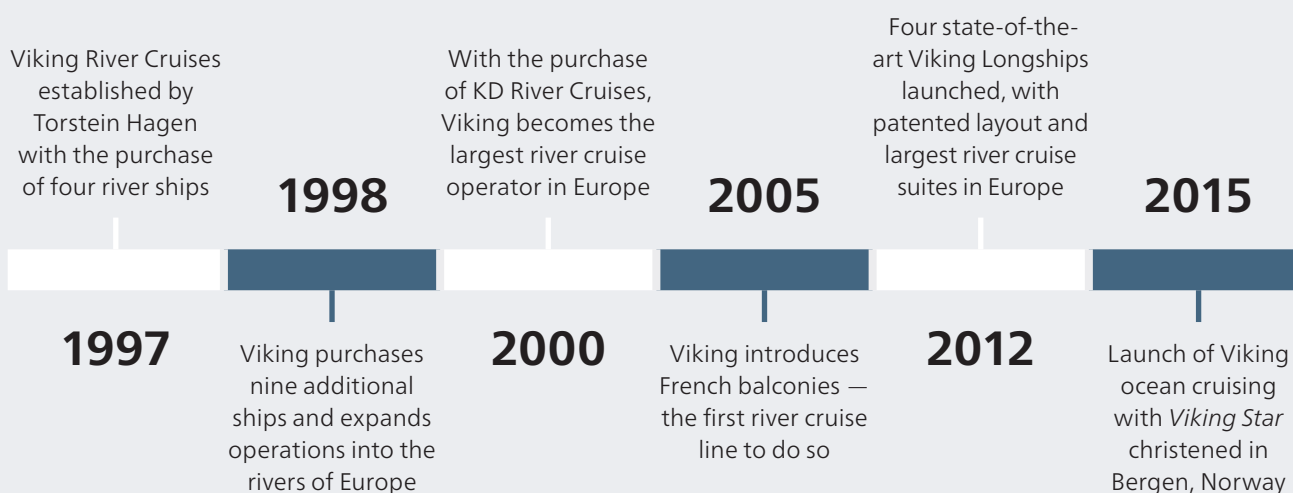 Viking River Cruises
established by
Torstein Hagen
with the purchase
of four river ships
1997
1998
Viking purchases
nine additional
ships and expands
operations into the
rivers of Europe
With the purchase
of KD River Cruises,
Viking becomes the
largest river cruise
operator in Europe
2000
2005
Viking introduces
French balconies —
the first river cruise
line to do so
Four state-of-the-
art Viking Longships
launched, with
patented layout and
largest river cruise
suites in Europe
2012
2015
Launch of Viking
ocean cruising
with Viking Star
christened in
Bergen, Norway